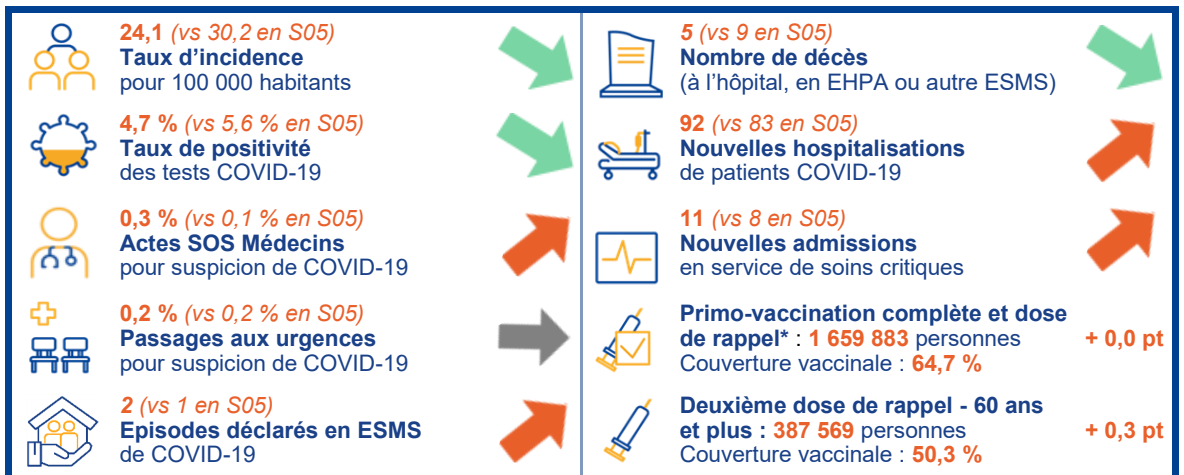 24,1 (vs 30,2 en S05)
Taux d’incidence
pour 100 000 habitants
4,7 % (vs 5,6 % en S05)
Taux de positivité
des tests COVID-19
0,3 % (vs 0,1 % en S05)
Actes SOS Médecins
pour suspicion de COVID-19
0,2 % (vs 0,2 % en S05)
Passages aux urgences
pour suspicion de COVID-19
2 (vs 1 en S05)
Episodes déclarés en ESMS
de COVID-19
5 (vs 9 en S05)
Nombre de décès
(à l’hôpital, en EHPA ou autre ESMS)
92 (vs 83 en S05)
Nouvelles hospitalisations
de patients COVID-19
11 (vs 8 en S05)
Nouvelles admissions
en service de soins critiques
Primo-vaccination complète et dose
de rappel* : 1 659 883 personnes + 0,0 pt
Couverture vaccinale : 64,7 %
Deuxième dose de rappel - 60 ans
et plus : 387 569 personnes + 0,3 pt
Couverture vaccinale : 50,3 %